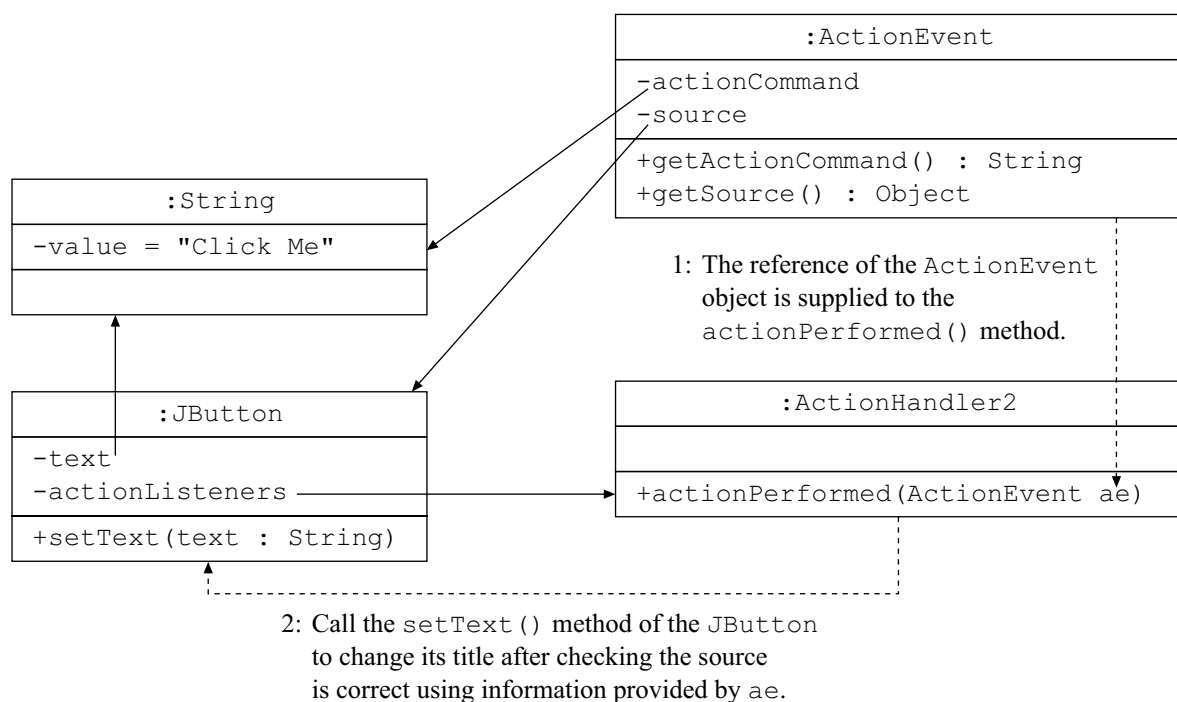 :ActionEvent
-actionCommand
-source
+getActionCommand() : String
+getSource() : Object
:String
-value = "Click Me"
1: The reference of the ActionEvent
object is supplied to the
actionPerformed() method.
:JButton
-text
-actionListeners
+setText(text : String)
:ActionHandler2
+actionPerformed(ActionEvent ae)
2: Call the setText() method of the JButton
to change its title after checking the source
is correct using information provided by ae.